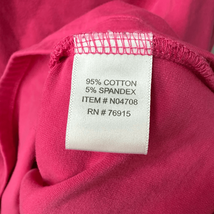 95% COTTON
5% SPANDEX
ITEM # N04708
RN # 76915